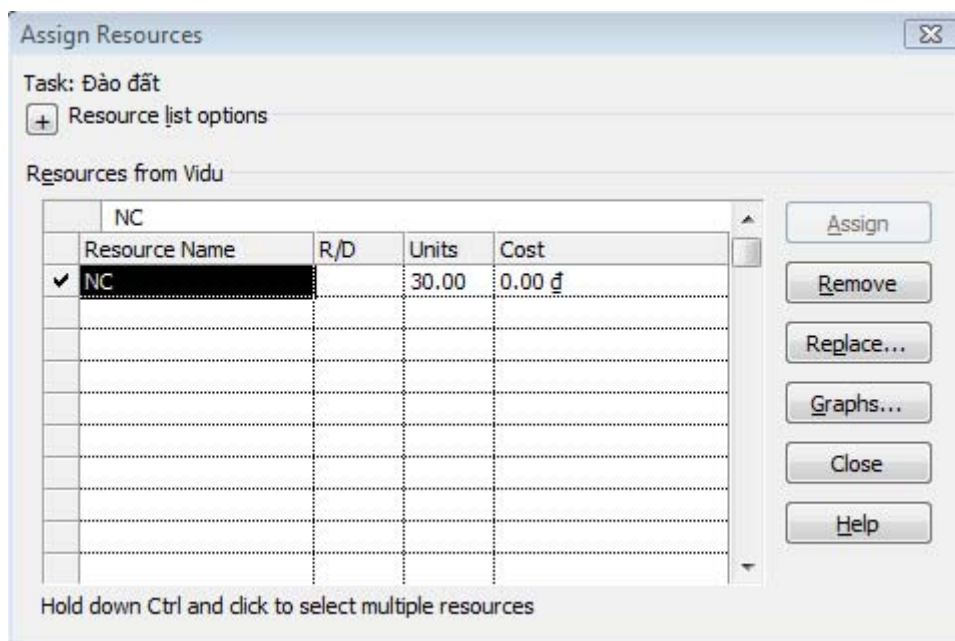 Assign Resources
Task: Đào đất
+ Resource list options
Resources from Vidu
NC
Assign
Resource Name R/D Units Cost
NC 30.00 0.00 ₫
Remove
Replace...
Graphs...
Close
Help
Hold down Ctrl and click to select multiple resources